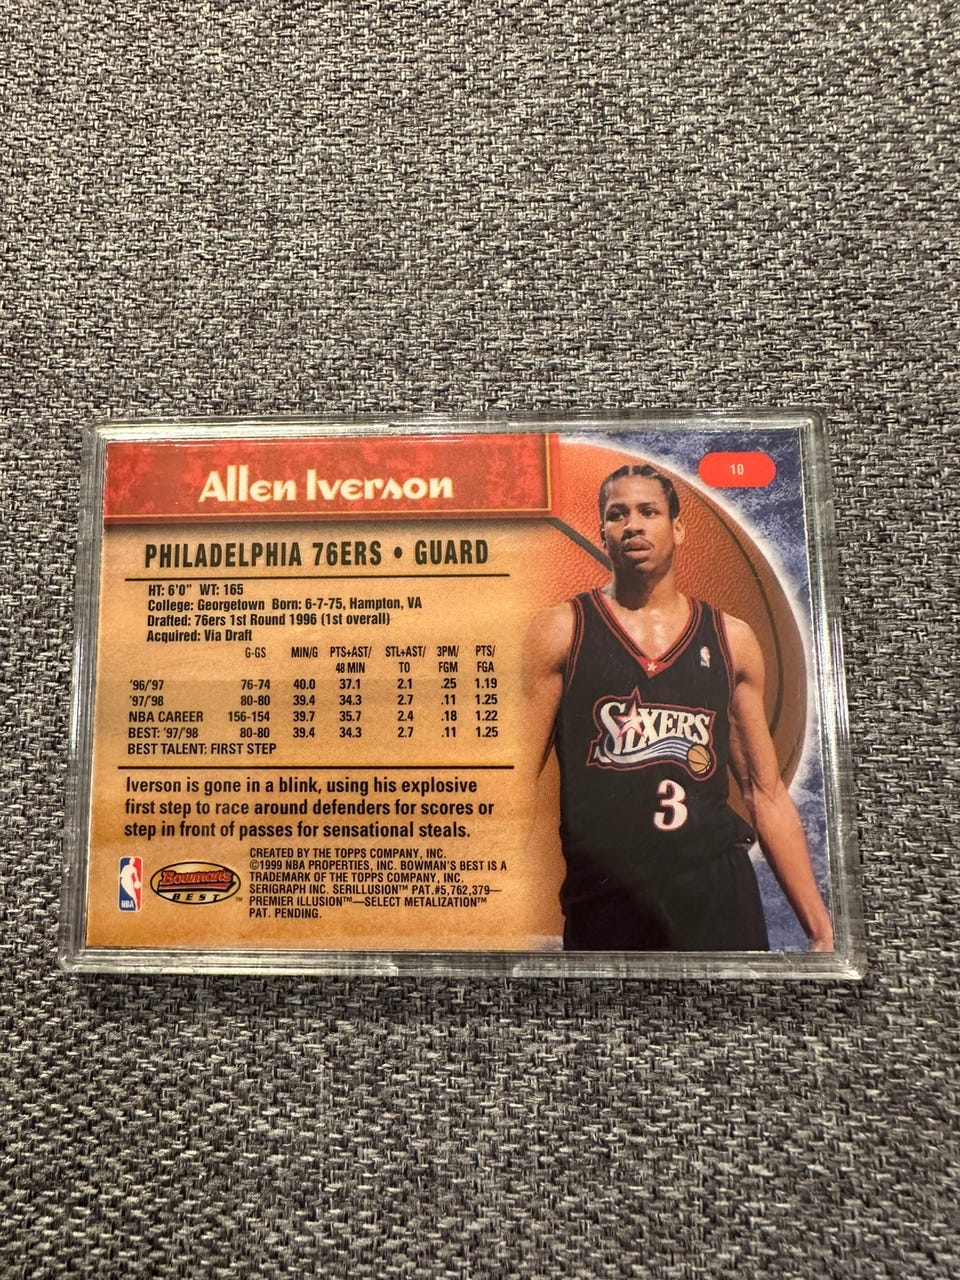 10
Allen Iverson
PHILADELPHIA 76ERS • GUARD
HT: 6'0" WT: 165
College: Georgetown Born: 6-7-75, Hampton, VA
Drafted: 76ers 1st Round 1996 (1st overall)
Acquired: Via Draft
G-GS MIN/G PTS+AST/ STL+AST/ 3PM/ PTS/
48 MIN TO FGM FGA
'96/'97 76-74 40.0 37.1 2.1 .25 1.19
'97/'98 80-80 39.4 34.3 2.7 .11 1.25
NBA CAREER 156-154 39.7 35.7 2.4 .18 1.22
BEST: '97/'98 80-80 39.4 34.3 2.7 .11 1.25
BEST TALENT: FIRST STEP
Iverson is gone in a blink, using his explosive
first step to race around defenders for scores or
step in front of passes for sensational steals.
CREATED BY THE TOPPS COMPANY, INC.
©1999 NBA PROPERTIES, INC. BOWMAN'S BEST IS A
TRADEMARK OF THE TOPPS COMPANY, INC.
SERIGRAPH INC. SERILLUSION™ PAT.#5,762,379—
PREMIER ILLUSION™—SELECT METALIZATION™
PAT. PENDING.
NBA
Bowman's
BEST™
SIXERS
3